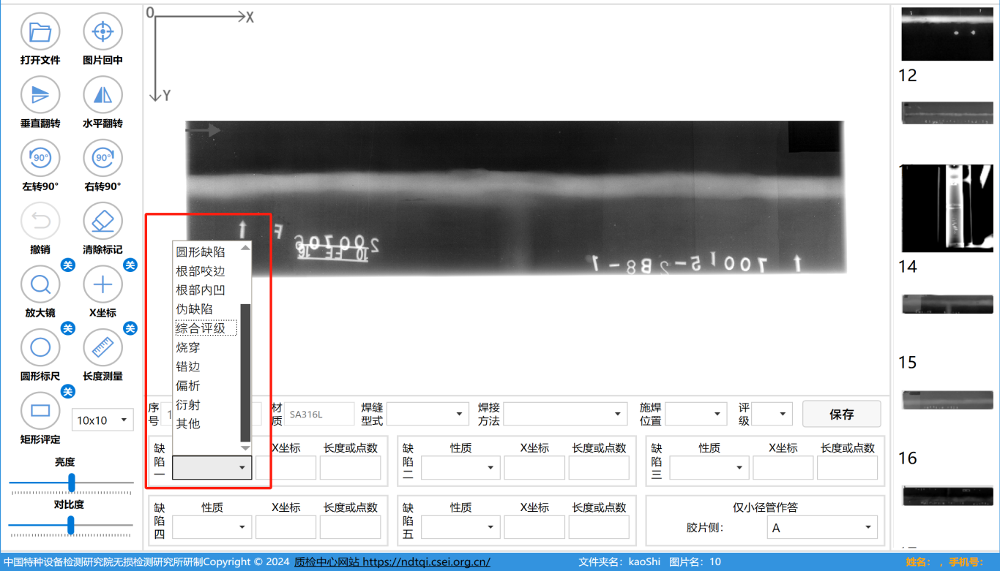 打开文件 图片回中
垂直翻转 水平翻转
90° 90°
左转90° 右转90°
撤销 清除标记
关 关
放大镜 X坐标
关 关
圆形标尺 长度测量
关
矩形评定 10x10
亮度
对比度
0 X
Y
圆形缺陷
根部咬边
根部内凹
伪缺陷
综合评级
烧穿
错边
偏析
衍射
其他
序号 1 材质 SA316L 焊缝型式 焊接方法 施焊位置 评级 保存
缺陷一 X坐标 长度或点数
缺陷二 性质 X坐标 长度或点数
缺陷三 性质 X坐标 长度或点数
缺陷四 性质 X坐标 长度或点数
缺陷五 性质 X坐标 长度或点数
仅小径管作答
胶片侧: A
12
14
15
16
中国特种设备检测研究院无损检测研究所研制Copyright © 2024 质检中心网站 https://ndtqi.csei.org.cn/ 文件夹名: kaoShi 图片名: 10 姓名: , 手机号: